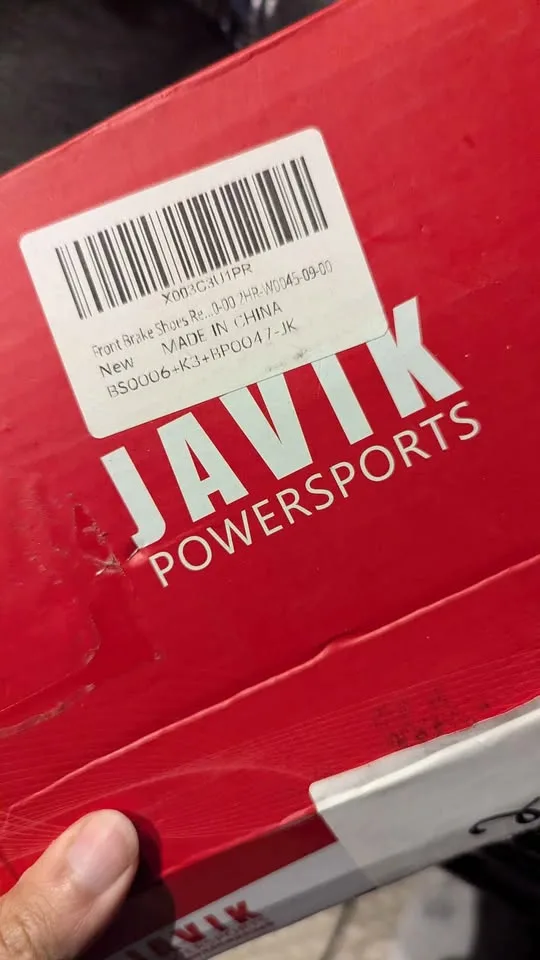 X003C3U1PR
Front Brake Shoes Re...0-00 2HR-W0045-09-00
New MADE IN CHINA
BS0006+K3+BP0047-JK
JAVIK
POWERSPORTS
JAVIK